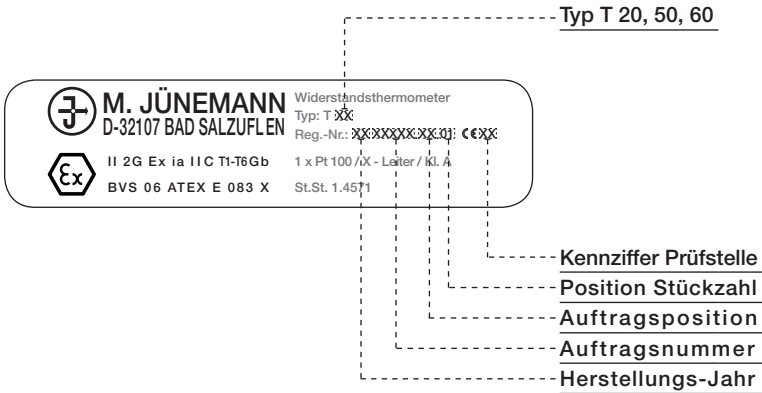 Typ T 20, 50, 60
M. JÜNEMANN
D-32107 BAD SALZUFLEN
Widerstandsthermometer
Typ: T XX
Reg.-Nr.: XX XXXXX XX 01 CE XX
II 2G Ex ia IIC T1-T6Gb
1 x Pt 100 / X - Leiter / Kl. A
BVS 06 ATEX E 083 X
St.St. 1.4571
Kennziffer Prüfstelle
Position Stückzahl
Auftragsposition
Auftragsnummer
Herstellungs-Jahr